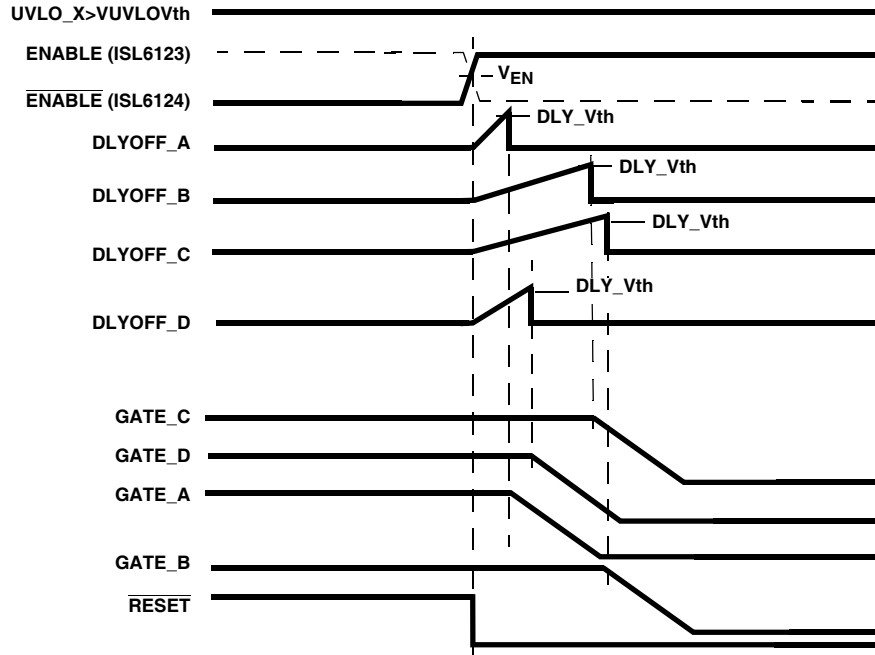 UVLO_X>VUVLOVth
ENABLE (ISL6123)
VEN
ENABLE (ISL6124)
DLY_Vth
DLYOFF_A
DLY_Vth
DLYOFF_B
DLY_Vth
DLYOFF_C
DLY_Vth
DLYOFF_D
GATE_C
GATE_D
GATE_A
GATE_B
RESET